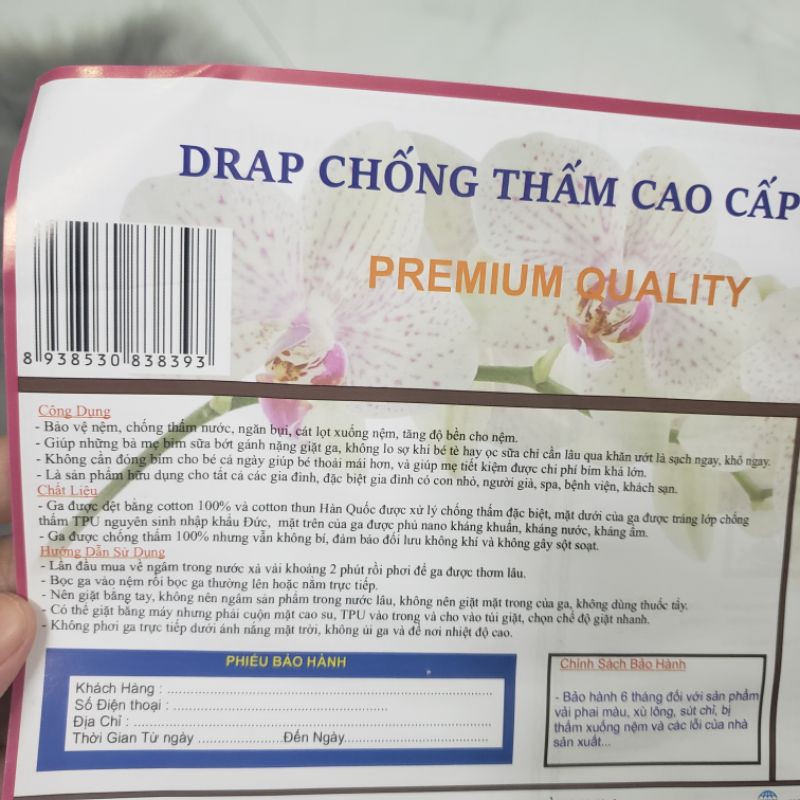 DRAP CHỐNG THẤM CAO CẤP
PREMIUM QUALITY
8 938530 838393
Công Dụng
- Bảo vệ nệm, chống thấm nước, ngăn bụi, cát lọt xuống nệm, tăng độ bền cho nệm.
- Giúp những bà mẹ bỉm sữa bớt gánh nặng giặt ga, không lo sợ khi bé tè hay ọc sữa chỉ cần lâu qua khăn ướt là sạch ngay, khô ngay.
- Không cần đóng bỉm cho bé cả ngày giúp bé thoải mái hơn, và giúp mẹ tiết kiệm được chi phí bỉm khá lớn.
- Là sản phẩm hữu dụng cho tất cả các gia đình, đặc biệt gia đình có con nhỏ, người già, spa, bệnh viện, khách sạn.
Chất Liệu
- Ga được dệt bằng cotton 100% và cotton thun Hàn Quốc được xử lý chống thấm đặc biệt, mặt dưới của ga được tráng lớp chống
thấm TPU nguyên sinh nhập khẩu Đức, mặt trên của ga được phủ nano kháng khuẩn, kháng nước, kháng ẩm.
- Ga được chống thấm 100% nhưng vẫn không bí, đảm bảo đối lưu không khí và không gây sột soạt.
Hướng Dẫn Sử Dụng
- Lần đầu mua về ngâm trong nước xả vải khoảng 2 phút rồi phơi để ga được thơm lâu.
- Bọc ga vào nệm rồi bọc ga thường lên hoặc nằm trực tiếp.
- Nên giặt bằng tay, không nên ngâm sản phẩm trong nước lâu, không nên giặt mặt trong của ga, không dùng thuốc tẩy.
- Có thể giặt bằng máy nhưng phải cuộn mặt cao su, TPU vào trong và cho vào túi giặt, chọn chế độ giặt nhanh.
- Không phơi ga trực tiếp dưới ánh nắng mặt trời, không ủi ga và để nơi nhiệt độ cao.
PHIẾU BẢO HÀNH
Khách Hàng :
Số Điện thoại :
Địa Chỉ :
Thời Gian Từ ngày ....................Đến Ngày..............................
Chính Sách Bảo Hành
- Bảo hành 6 tháng đối với sản phẩm
vải phai màu, xù lông, sứt chỉ, bị
thấm xuống nệm và các lỗi của nhà
sản xuất...